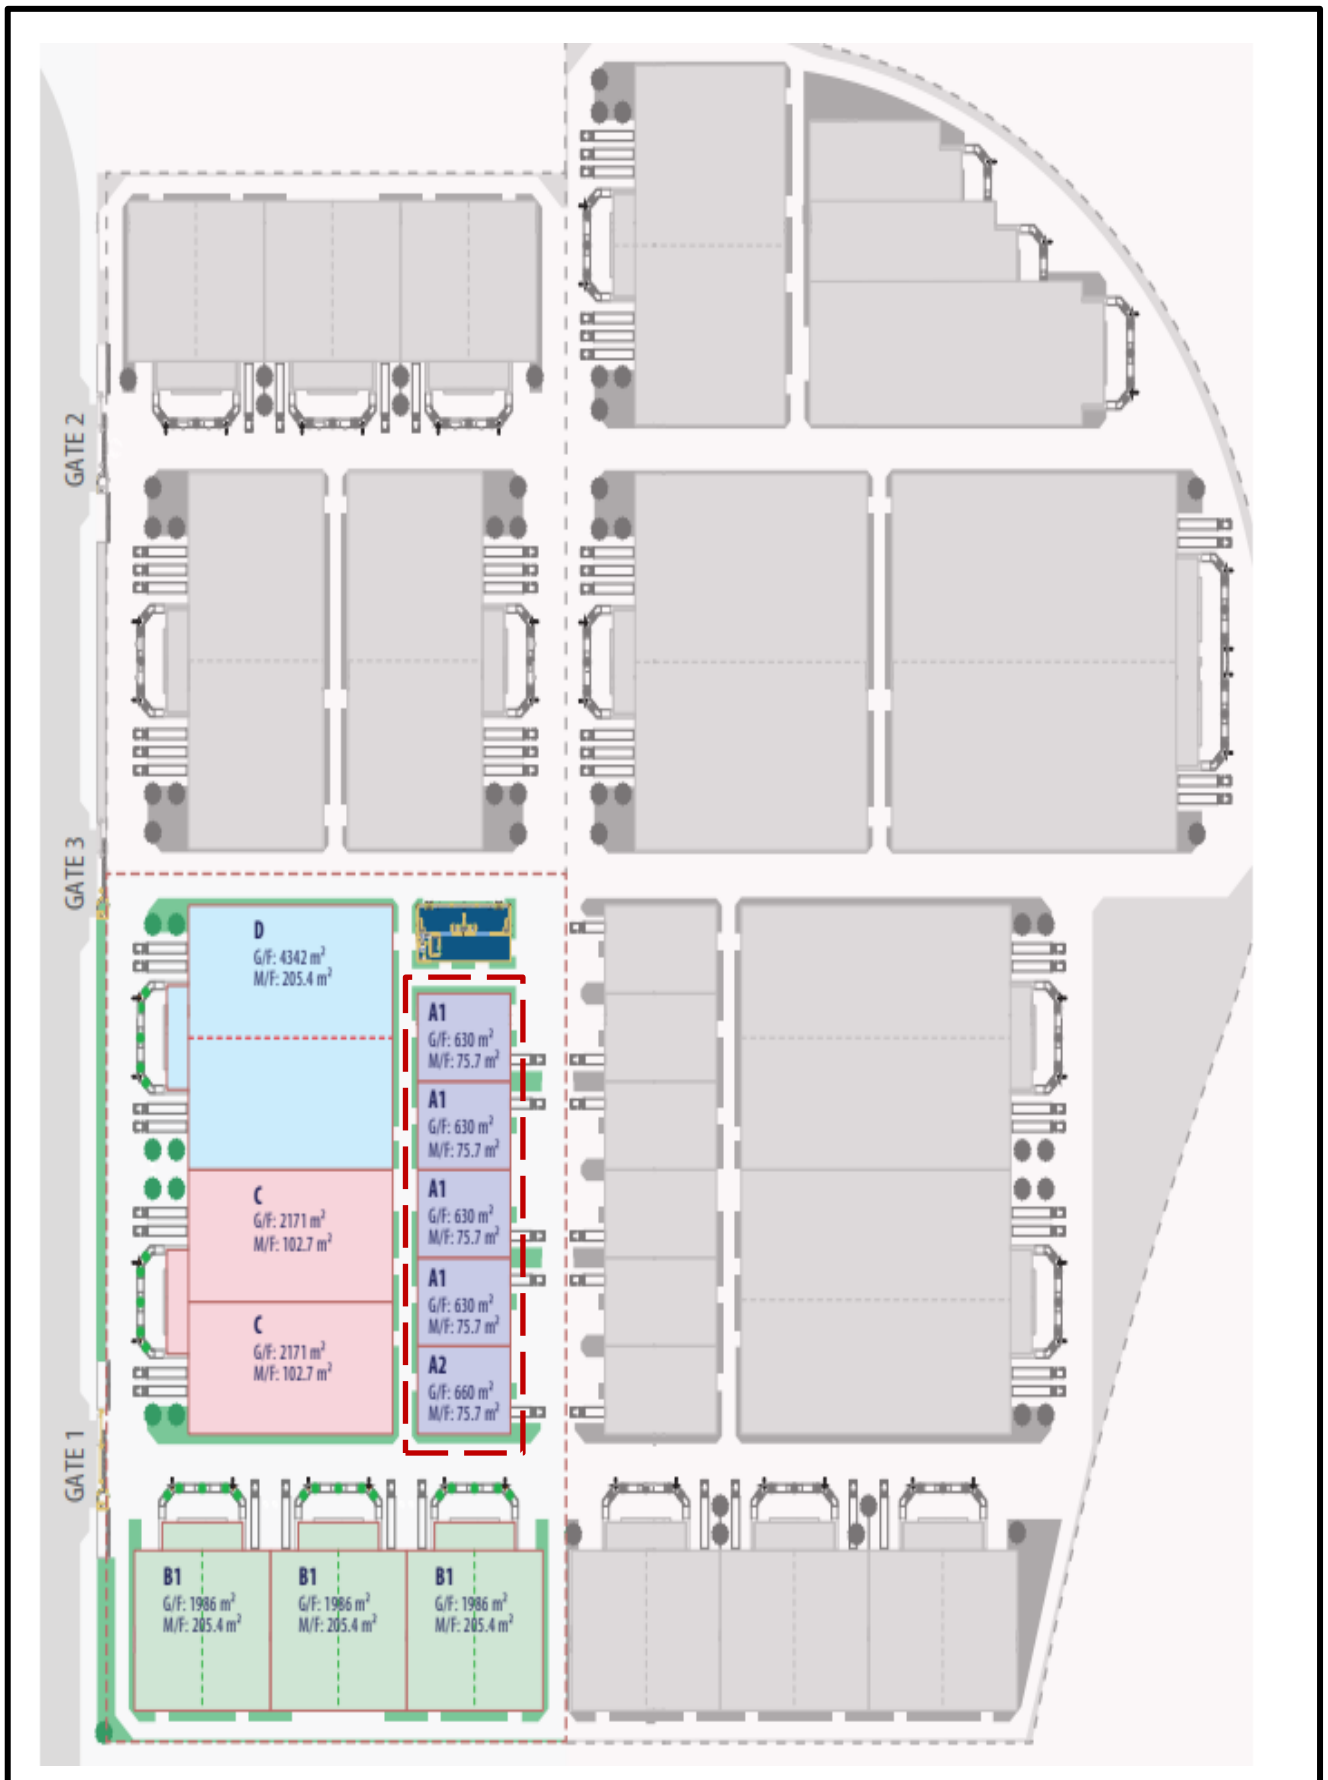 GATE 2
GATE 3
GATE 1
D
G/F: 4342 m²
M/F: 205.4 m²
C
G/F: 2171 m²
M/F: 102.7 m²
C
G/F: 2171 m²
M/F: 102.7 m²
A1
G/F: 630 m²
M/F: 75.7 m²
A1
G/F: 630 m²
M/F: 75.7 m²
A1
G/F: 630 m²
M/F: 75.7 m²
A1
G/F: 630 m²
M/F: 75.7 m²
A2
G/F: 660 m²
M/F: 75.7 m²
B1
G/F: 1986 m²
M/F: 205.4 m²
B1
G/F: 1986 m²
M/F: 205.4 m²
B1
G/F: 1986 m²
M/F: 205.4 m²